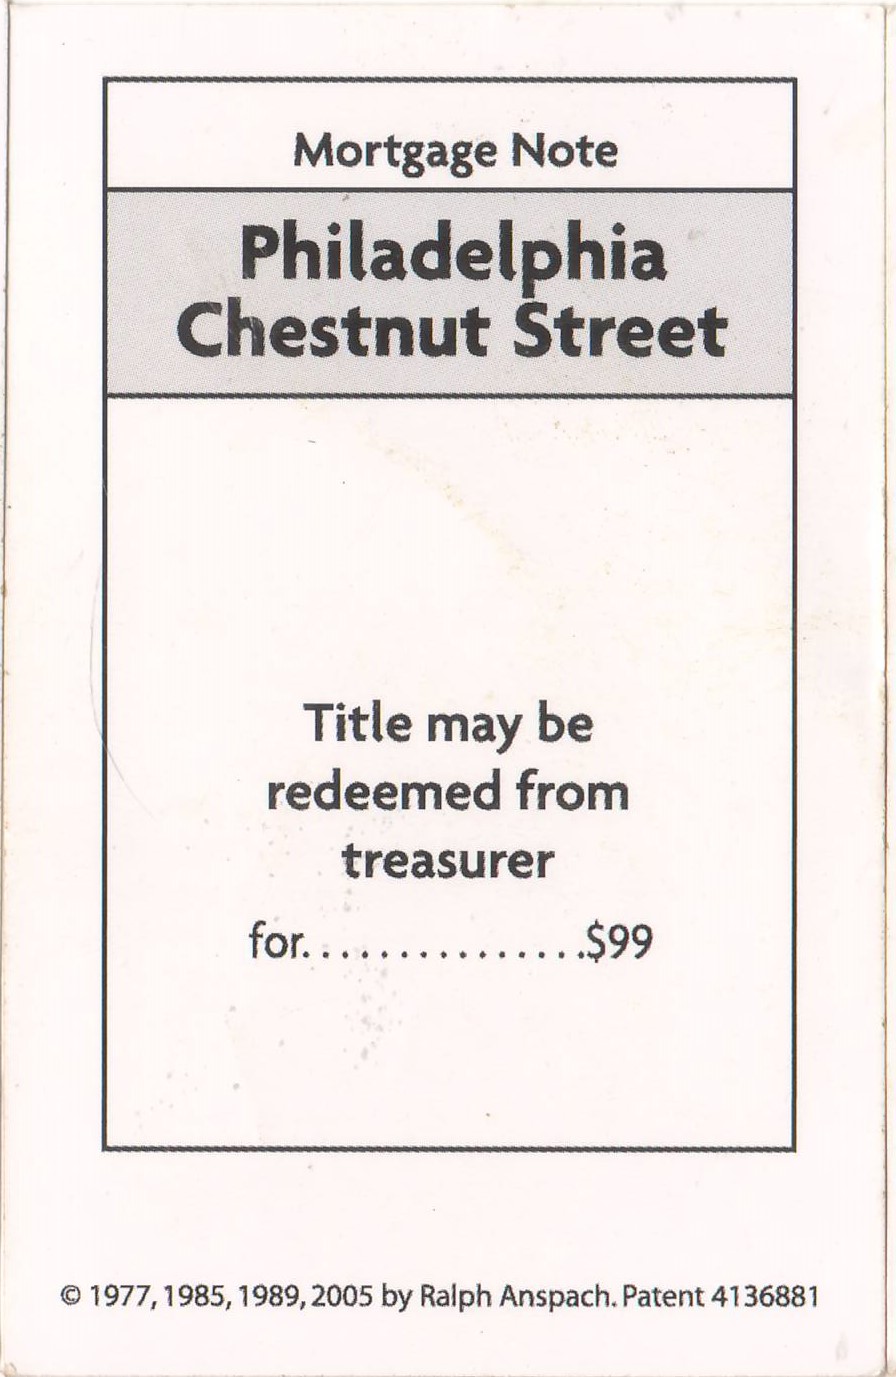 Mortgage Note
Philadelphia
Chestnut Street
Title may be
redeemed from
treasurer
for...............$99
© 1977, 1985, 1989, 2005 by Ralph Anspach. Patent 4136881